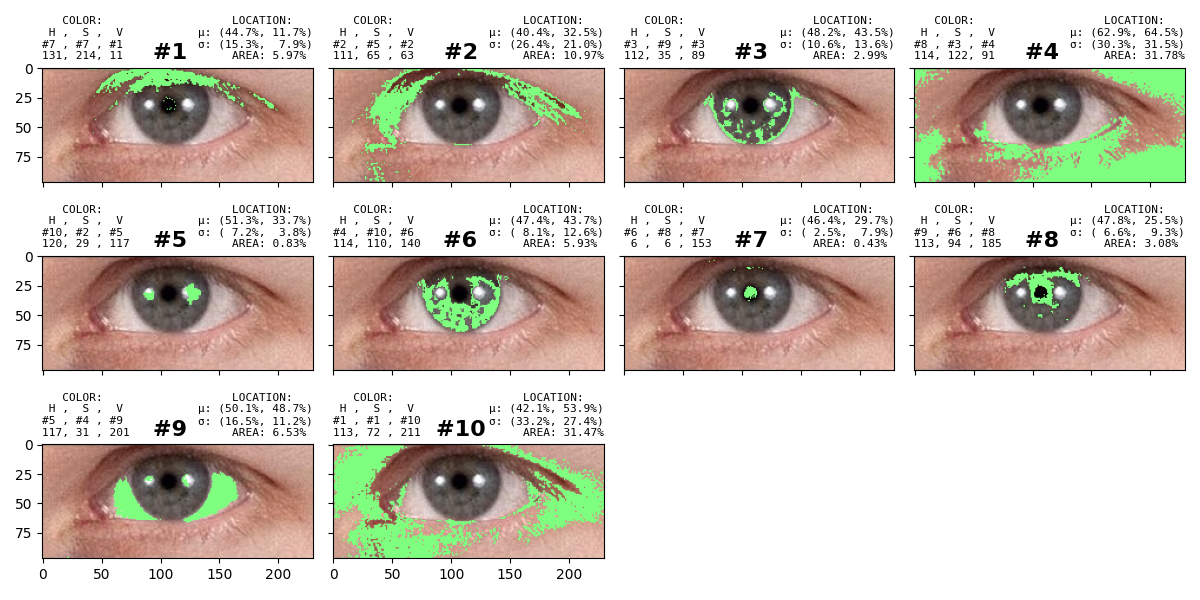 COLOR: LOCATION:
H , S , V μ: (44.7%, 11.7%)
#7 , #7 , #1 σ: (15.3%, 7.9%)
131, 214, 11 #1 AREA: 5.97%
COLOR: LOCATION:
H , S , V μ: (40.4%, 32.5%)
#2 , #5 , #2 σ: (26.4%, 21.0%)
111, 65 , 63 #2 AREA: 10.97%
COLOR: LOCATION:
H , S , V μ: (48.2%, 43.5%)
#3 , #9 , #3 σ: (10.6%, 13.6%)
112, 35 , 89 #3 AREA: 2.99%
COLOR: LOCATION:
H , S , V μ: (62.9%, 64.5%)
#8 , #3 , #4 σ: (30.3%, 31.5%)
114, 122, 91 #4 AREA: 31.78%
0
25
50
75
COLOR: LOCATION:
H , S , V μ: (51.3%, 33.7%)
#10, #2 , #5 σ: ( 7.2%, 3.8%)
120, 29 , 117 #5 AREA: 0.83%
COLOR: LOCATION:
H , S , V μ: (47.4%, 43.7%)
#4 , #10, #6 σ: ( 8.1%, 12.6%)
114, 110, 140 #6 AREA: 5.93%
COLOR: LOCATION:
H , S , V μ: (46.4%, 29.7%)
#6 , #8 , #7 σ: ( 2.5%, 7.9%)
6 , 6 , 153 #7 AREA: 0.43%
COLOR: LOCATION:
H , S , V μ: (47.8%, 25.5%)
#9 , #6 , #8 σ: ( 6.6%, 9.3%)
113, 94 , 185 #8 AREA: 3.08%
0
25
50
75
COLOR: LOCATION:
H , S , V μ: (50.1%, 48.7%)
#5 , #4 , #9 σ: (16.5%, 11.2%)
117, 31 , 201 #9 AREA: 6.53%
COLOR: LOCATION:
H , S , V μ: (42.1%, 53.9%)
#1 , #1 , #10 σ: (33.2%, 27.4%)
113, 72 , 211 #10 AREA: 31.47%
0
25
50
75
0 50 100 150 200
0 50 100 150 200